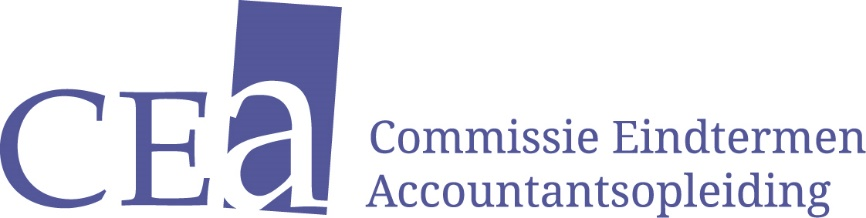 CEa
Commissie Eindtermen
Accountantsopleiding